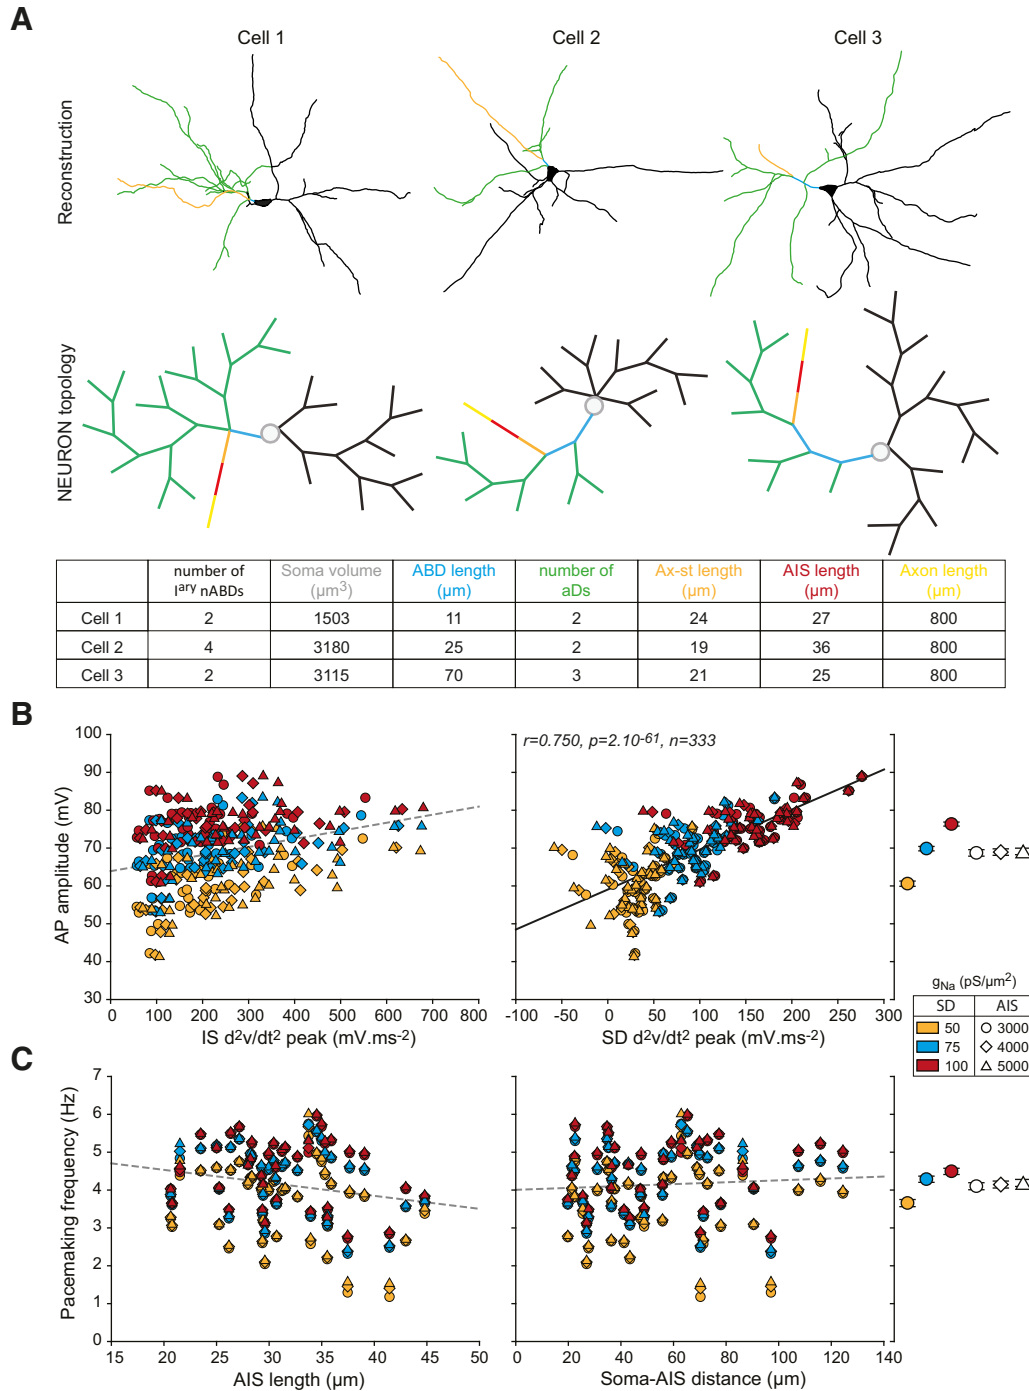 A
Cell 1 Cell 2 Cell 3
Reconstruction
NEURON topology
number of Iary nABDs Soma volume (µm3) ABD length (µm) number of aDs Ax-st length (µm) AIS length (µm) Axon length (µm)
Cell 1 2 1503 11 2 24 27 800
Cell 2 4 3180 25 2 19 36 800
Cell 3 2 3115 70 3 21 25 800
B
AP amplitude (mV)
100
90
80
70
60
50
40
30
0 100 200 300 400 500 600 700 800
IS d2v/dt2 peak (mV.ms-2)
r=0.750, p=2.10-61, n=333
-100 -50 0 50 100 150 200 250 300
SD d2v/dt2 peak (mV.ms-2)
gNa (pS/µm2)
SD AIS
50 3000
75 4000
100 5000
C
Pacemaking frequency (Hz)
7
6
5
4
3
2
1
0
15 20 25 30 35 40 45 50
AIS length (µm)
0 20 40 60 80 100 120 140
Soma-AIS distance (µm)